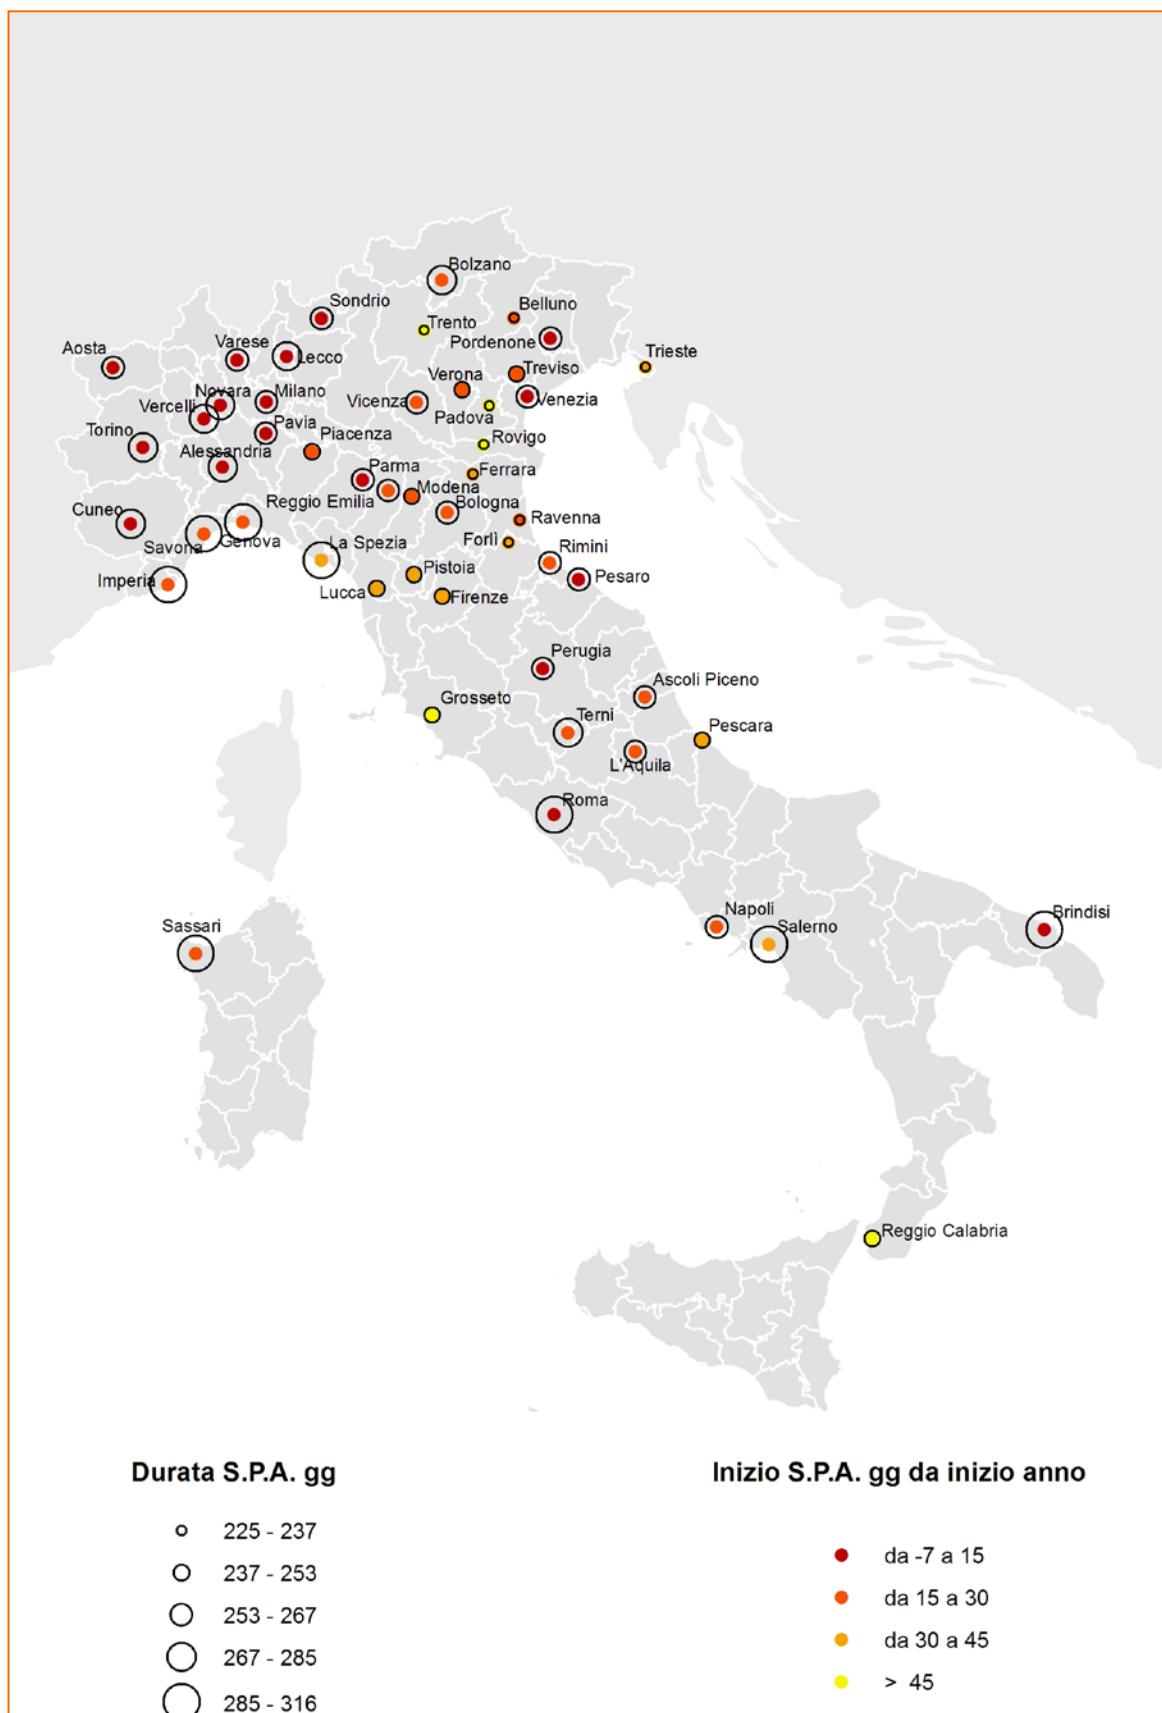 Bolzano
Sondrio
Belluno
Trento
Pordenone
Trieste
Aosta
Varese
Lecco
Verona
Treviso
Novara
Milano
Vicenza
Venezia
Vercelli
Padova
Torino
Pavia
Piacenza
Rovigo
Alessandria
Parma
Ferrara
Modena
Reggio Emilia
Bologna
Cuneo
Ravenna
Savona
Genova
La Spezia
Forlì
Rimini
Imperia
Pistoia
Pesaro
Lucca
Firenze
Perugia
Ascoli Piceno
Grosseto
Terni
Pescara
L'Aquila
Roma
Napoli
Brindisi
Sassari
Salerno
Reggio Calabria
Durata S.P.A. gg
225 - 237
237 - 253
253 - 267
267 - 285
285 - 316
Inizio S.P.A. gg da inizio anno
da -7 a 15
da 15 a 30
da 30 a 45
> 45